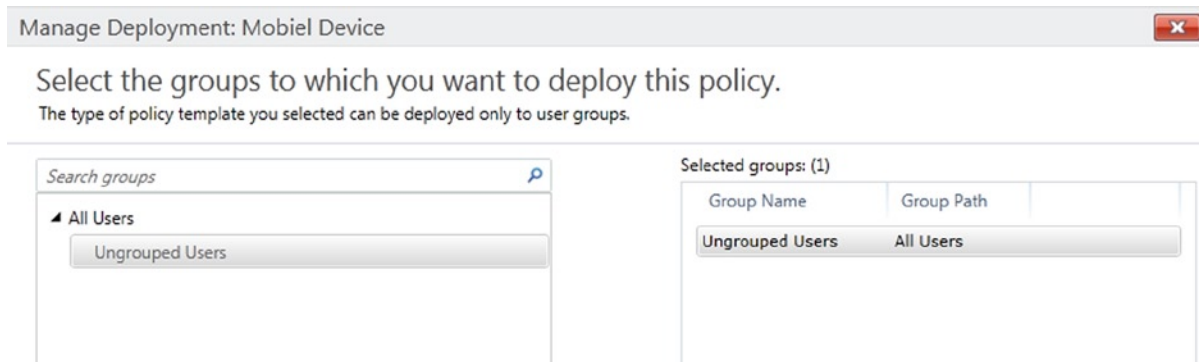 Manage Deployment: Mobiel Device
Select the groups to which you want to deploy this policy.
The type of policy template you selected can be deployed only to user groups.
Search groups
All Users
Ungrouped Users
Selected groups: (1)
Group Name Group Path
Ungrouped Users All Users